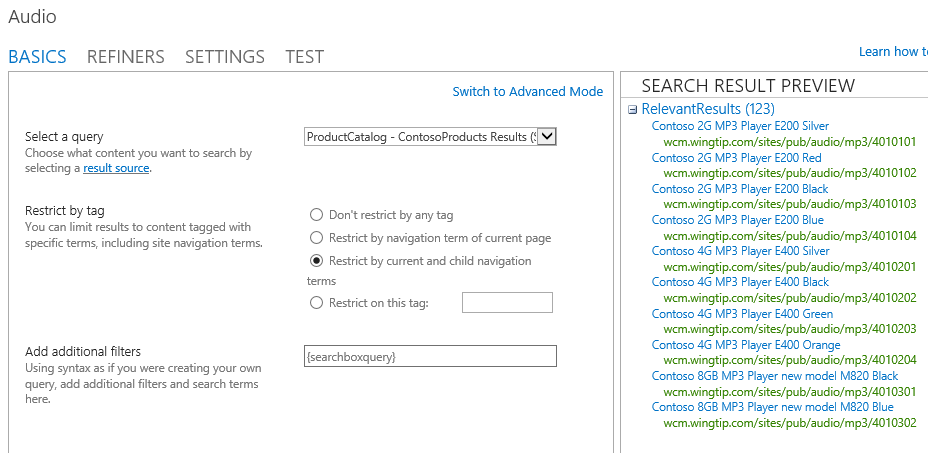 Audio
BASICS REFINERS SETTINGS TEST
Learn how t
Switch to Advanced Mode
Select a query
Choose what content you want to search by
selecting a result source.
ProductCatalog - ContosoProducts Results (S
Restrict by tag
You can limit results to content tagged with
specific terms, including site navigation terms.
Don't restrict by any tag
Restrict by navigation term of current page
Restrict by current and child navigation
terms
Restrict on this tag:
Add additional filters
Using syntax as if you were creating your own
query, add additional filters and search terms
here.
{searchboxquery}
SEARCH RESULT PREVIEW
RelevantResults (123)
Contoso 2G MP3 Player E200 Silver
wcm.wingtip.com/sites/pub/audio/mp3/4010101
Contoso 2G MP3 Player E200 Red
wcm.wingtip.com/sites/pub/audio/mp3/4010102
Contoso 2G MP3 Player E200 Black
wcm.wingtip.com/sites/pub/audio/mp3/4010103
Contoso 2G MP3 Player E200 Blue
wcm.wingtip.com/sites/pub/audio/mp3/4010104
Contoso 4G MP3 Player E400 Silver
wcm.wingtip.com/sites/pub/audio/mp3/4010201
Contoso 4G MP3 Player E400 Black
wcm.wingtip.com/sites/pub/audio/mp3/4010202
Contoso 4G MP3 Player E400 Green
wcm.wingtip.com/sites/pub/audio/mp3/4010203
Contoso 4G MP3 Player E400 Orange
wcm.wingtip.com/sites/pub/audio/mp3/4010204
Contoso 8GB MP3 Player new model M820 Black
wcm.wingtip.com/sites/pub/audio/mp3/4010301
Contoso 8GB MP3 Player new model M820 Blue
wcm.wingtip.com/sites/pub/audio/mp3/4010302